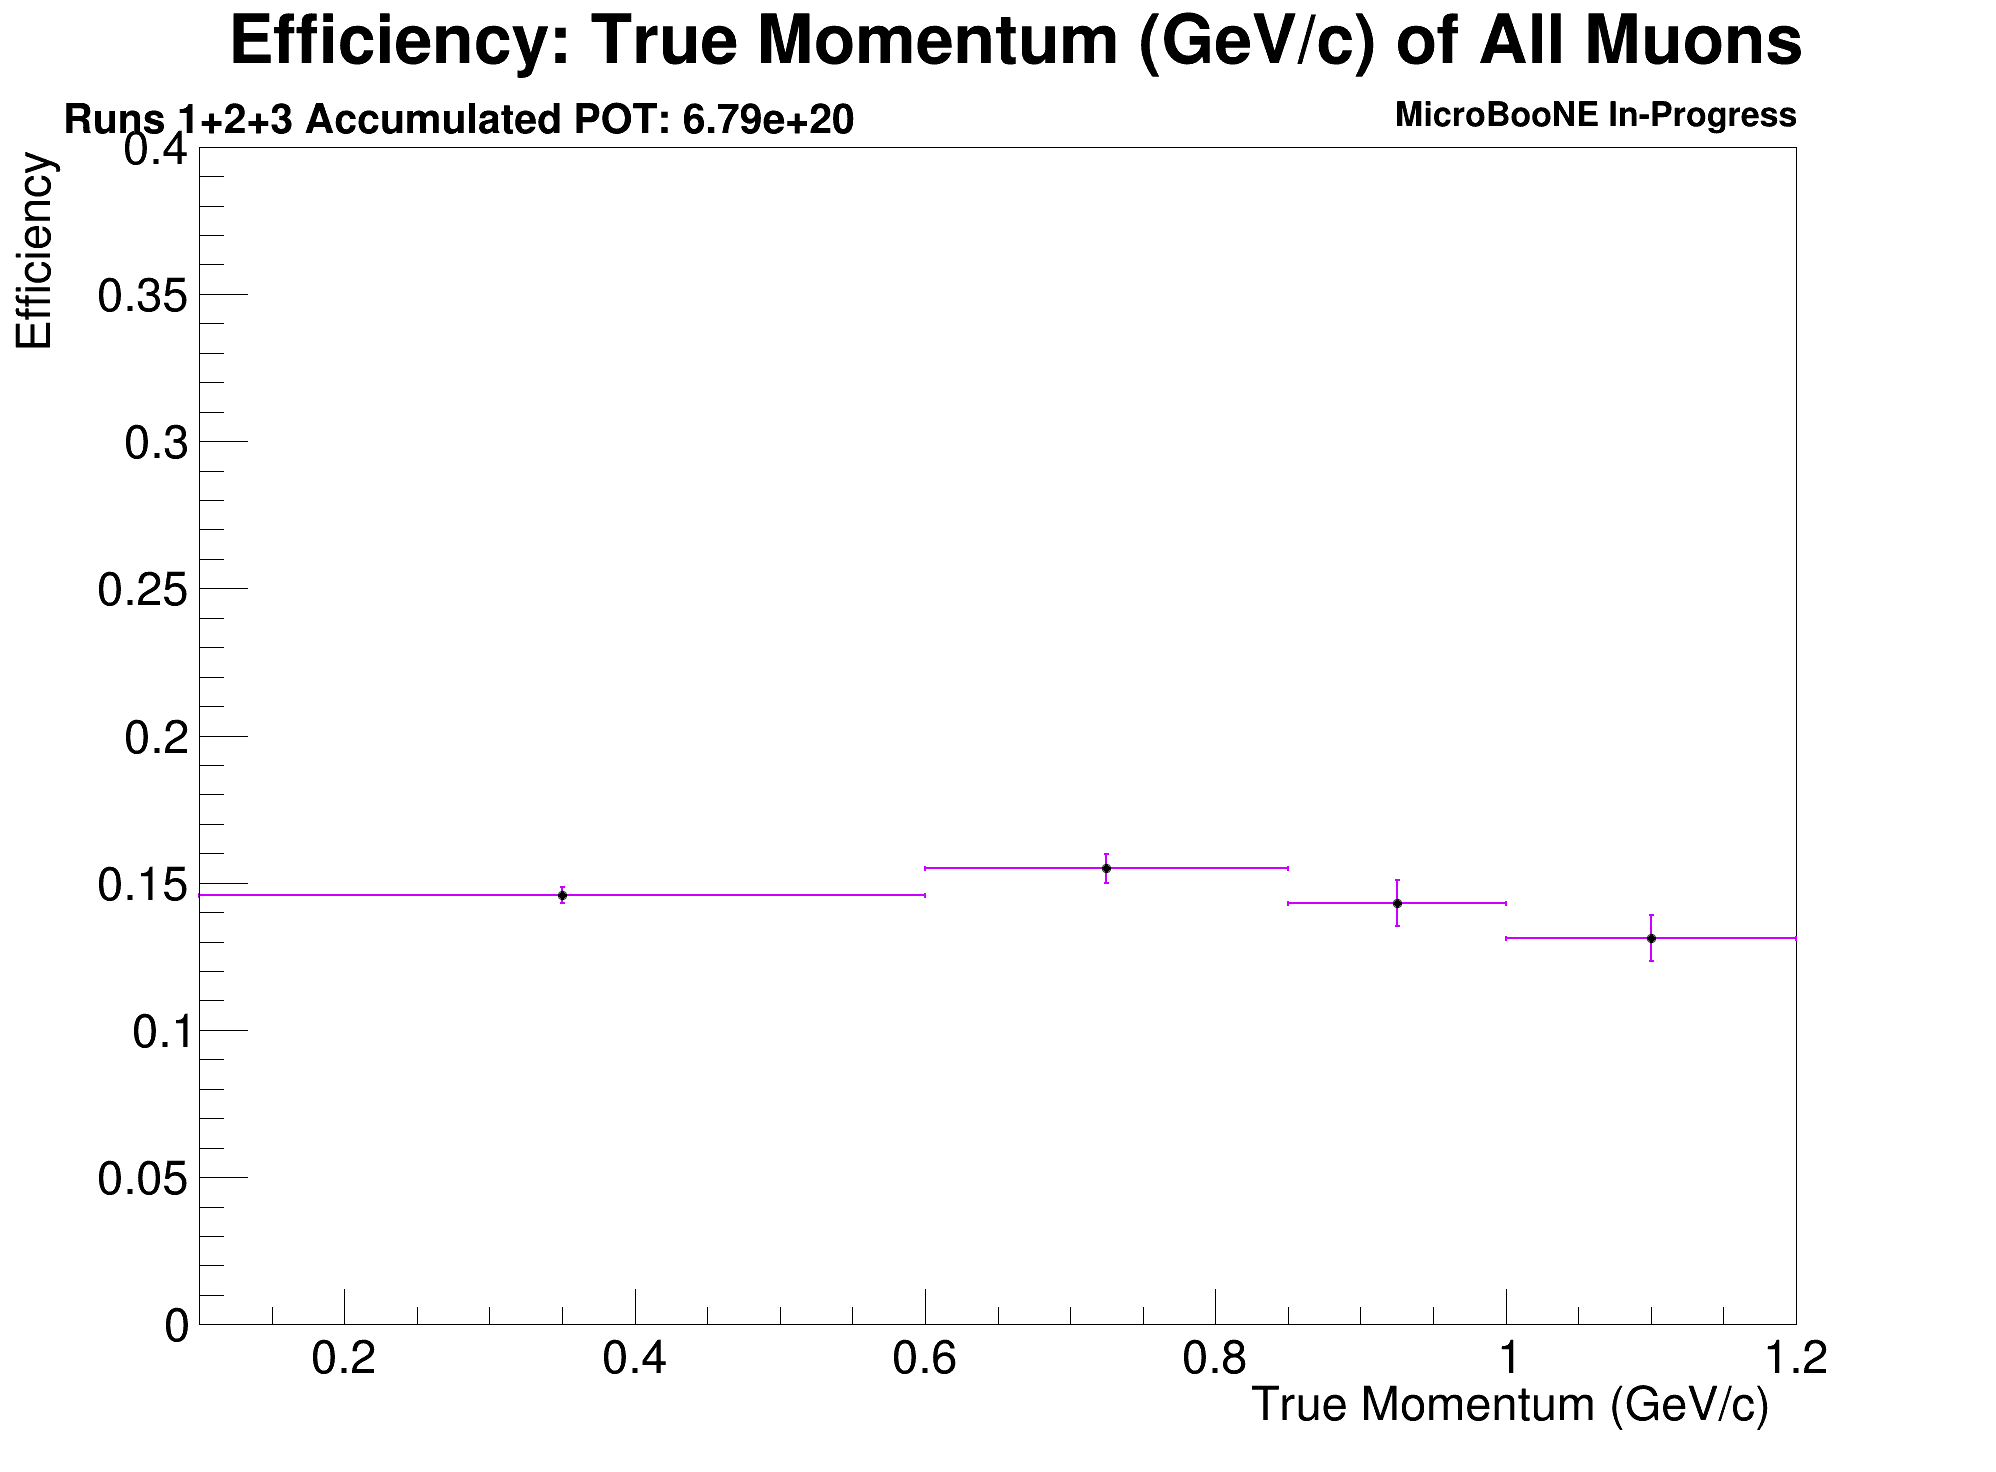 Efficiency: True Momentum (GeV/c) of All Muons
Runs 1+2+3 Accumulated POT: 6.79e+20
MicroBooNE In-Progress
Efficiency
0.4
0.35
0.3
0.25
0.2
0.15
0.1
0.05
0
0.2 0.4 0.6 0.8 1 1.2
True Momentum (GeV/c)